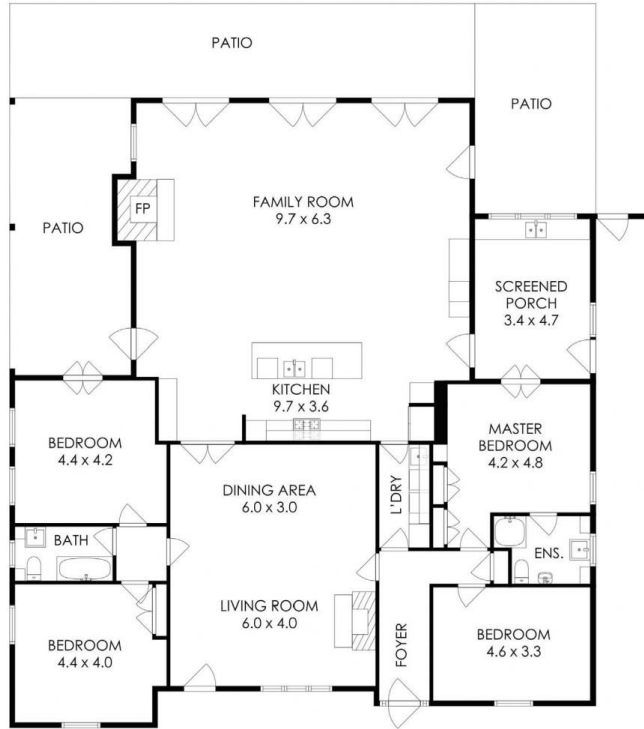 PATIO
PATIO
FAMILY ROOM
9.7 x 6.3
FP
PATIO
SCREENED
PORCH
3.4 x 4.7
KITCHEN
9.7 x 3.6
BEDROOM
4.4 x 4.2
MASTER
BEDROOM
4.2 x 4.8
DINING AREA
6.0 x 3.0
L'DRY
BATH
ENS.
LIVING ROOM
6.0 x 4.0
BEDROOM
4.4 x 4.0
FOYER
BEDROOM
4.6 x 3.3